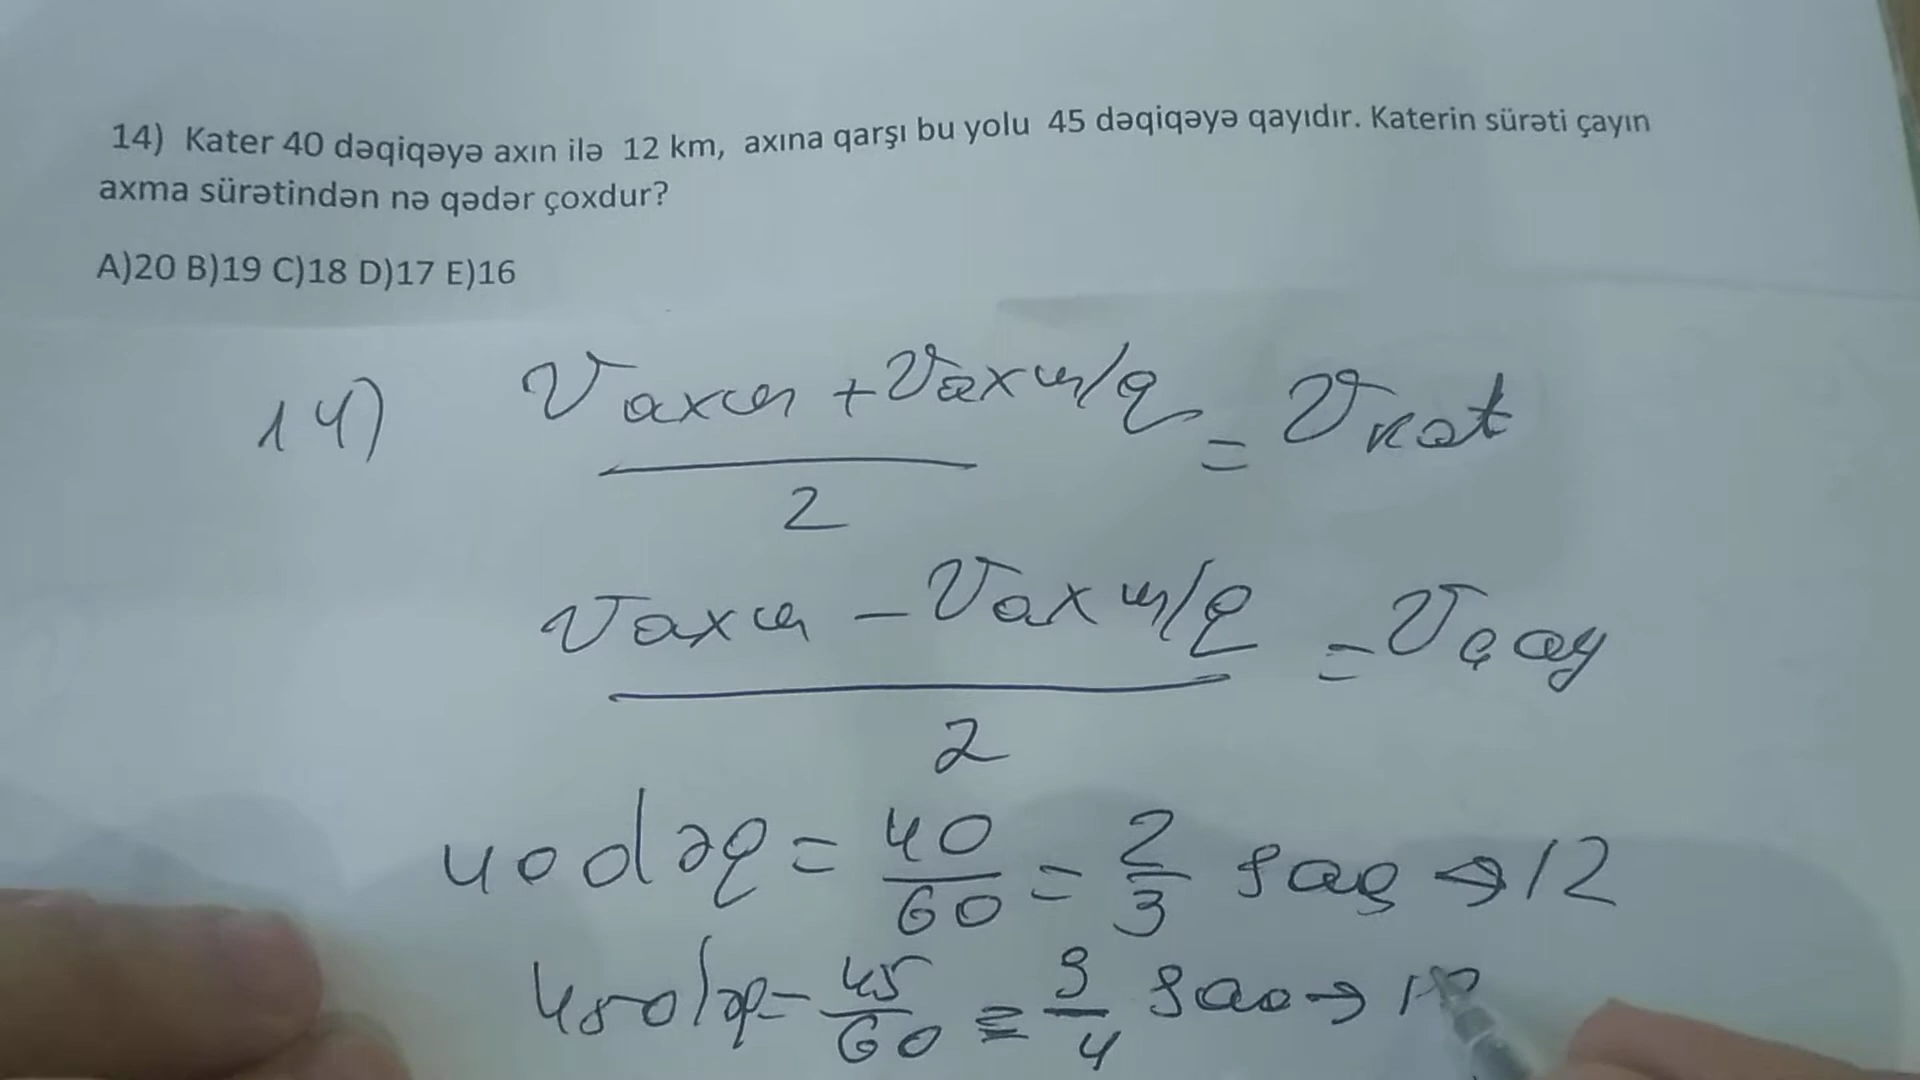 14) Kater 40 dəqiqəyə axın ilə 12 km, axına qarşı bu yolu 45 dəqiqəyə qayıdır. Katerin sürəti çayın
axma sürətindən nə qədər çoxdur?
A)20 B)19 C)18 D)17 E)16
14) (Vaxın + Vaxın/q) / 2 = Vkat
(Vaxın - Vaxın/q) / 2 = Vçay
40dəq = 40/60 = 2/3 saa → 12
45dəq = 45/60 = 3/4 saa →